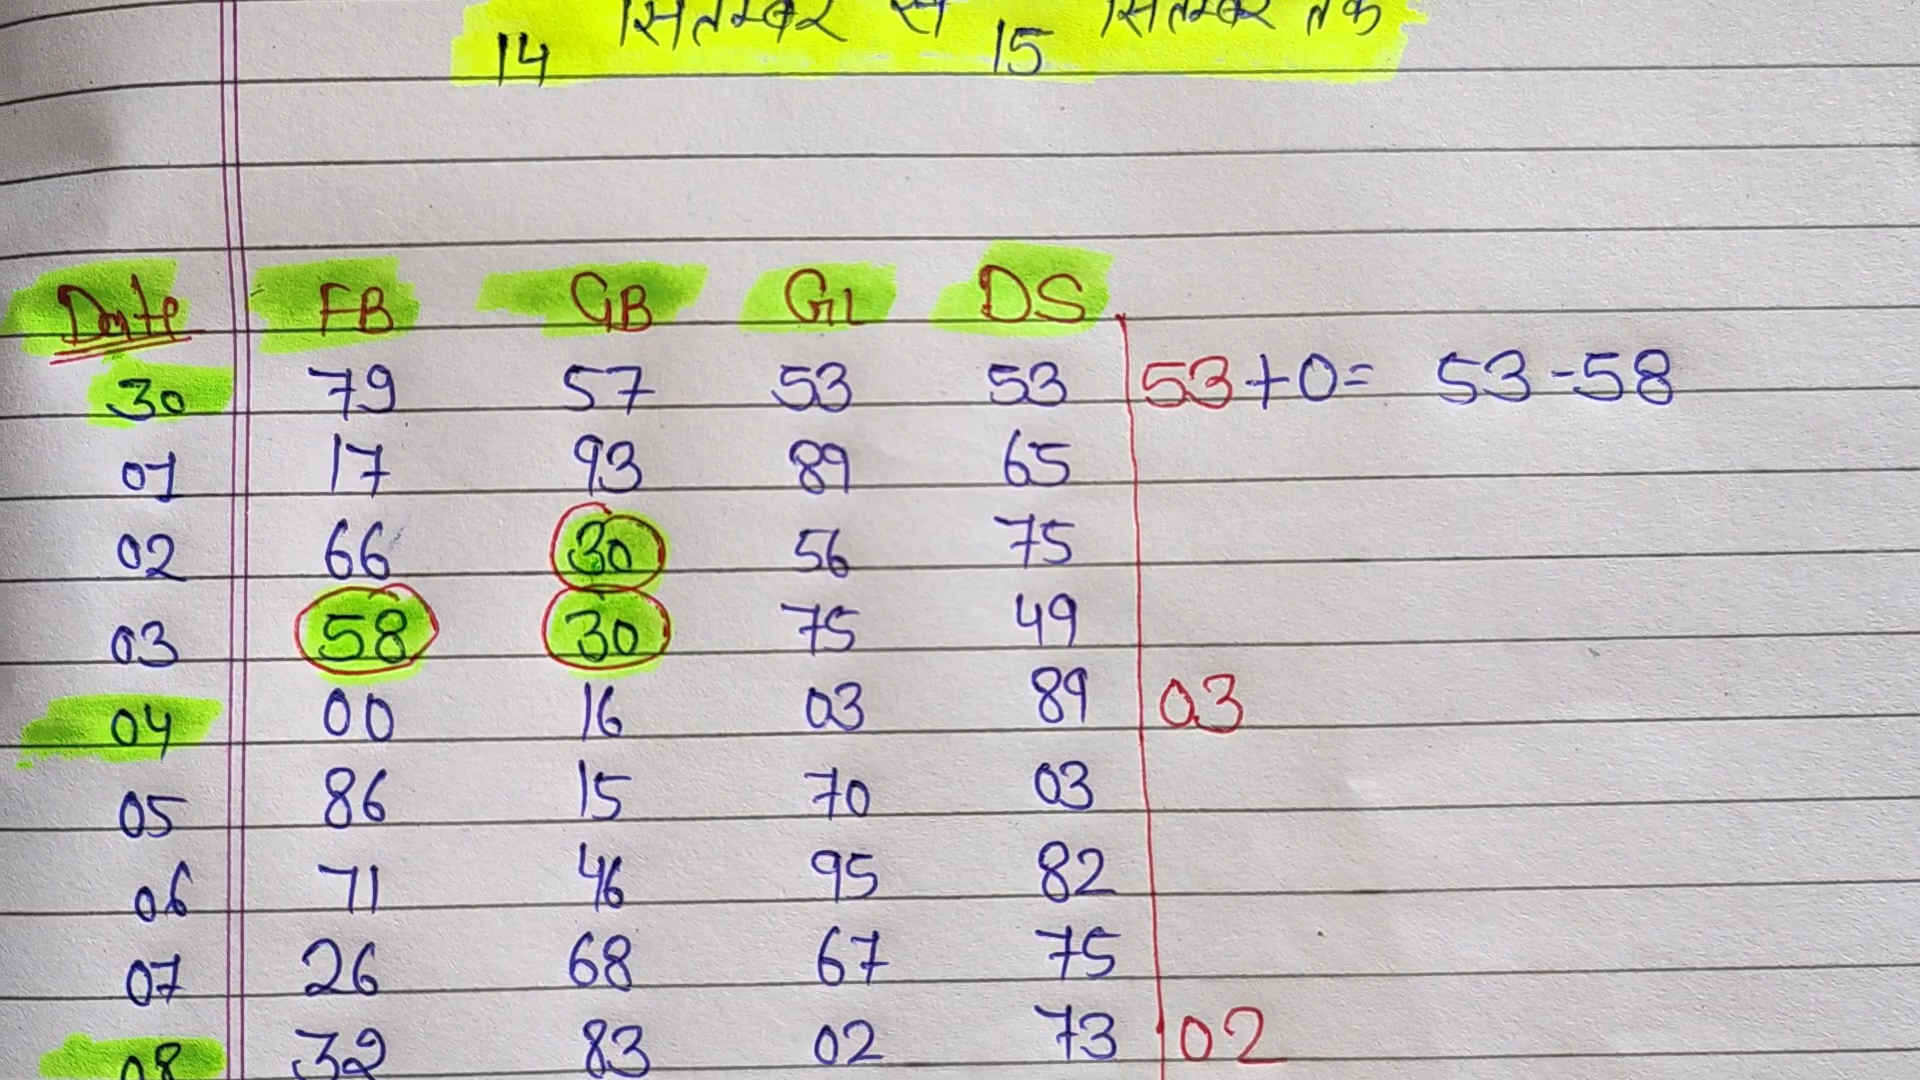 14 सितम्बर से 15 सितम्बर तक
Date FB GB GL DS
30 79 57 53 53 53+0= 53-58
01 17 93 89 65
02 66 30 56 75
03 58 30 75 49
04 00 16 03 89 03
05 86 15 70 03
06 71 46 95 82
07 26 68 67 75
08 32 83 02 73 02